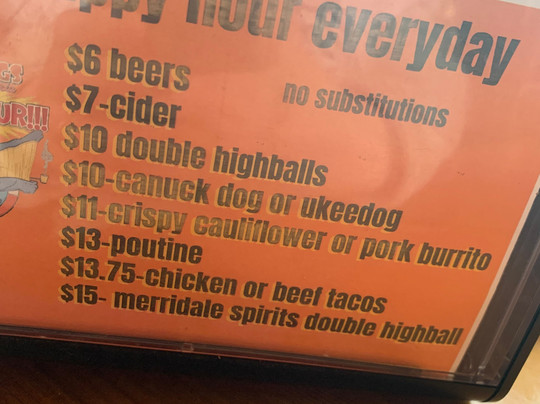 hour everyday
$6 beers
no substitutions
$7-cider
$10 double highballs
$10-canuck dog or ukeedog
$11-crispy cauliflower or pork burrito
$13-poutine
$13.75-chicken or beef tacos
$15- merridale spirits double highball